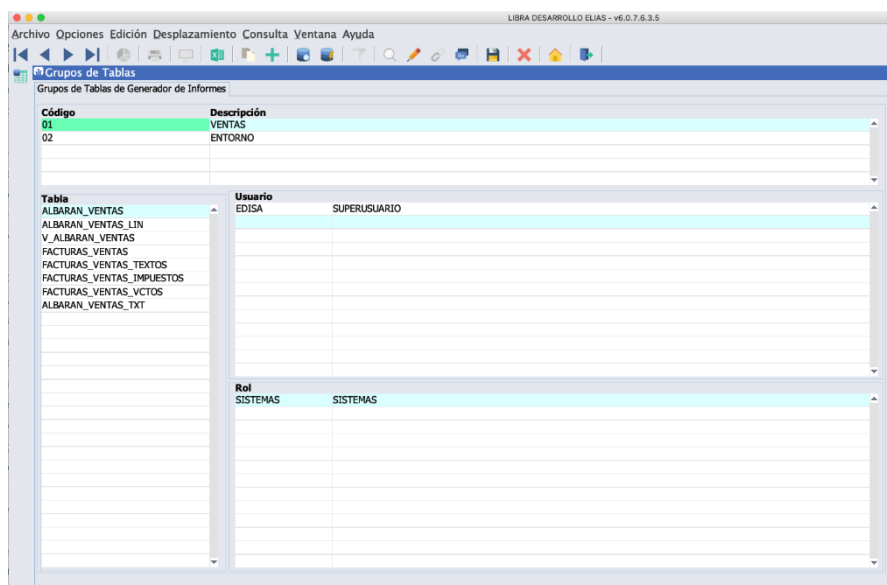 LIBRA DESARROLLO ELIAS - v6.0.7.6.3.5
Archivo Opciones Edición Desplazamiento Consulta Ventana Ayuda
Grupos de Tablas
Grupos de Tablas de Generador de Informes
Código Descripción
01 VENTAS
02 ENTORNO
Tabla
ALBARAN_VENTAS
ALBARAN_VENTAS_LIN
V_ALBARAN_VENTAS
FACTURAS_VENTAS
FACTURAS_VENTAS_TEXTOS
FACTURAS_VENTAS_IMPUESTOS
FACTURAS_VENTAS_VCTOS
ALBARAN_VENTAS_TXT
Usuario
EDISA SUPERUSUARIO
Rol
SISTEMAS SISTEMAS